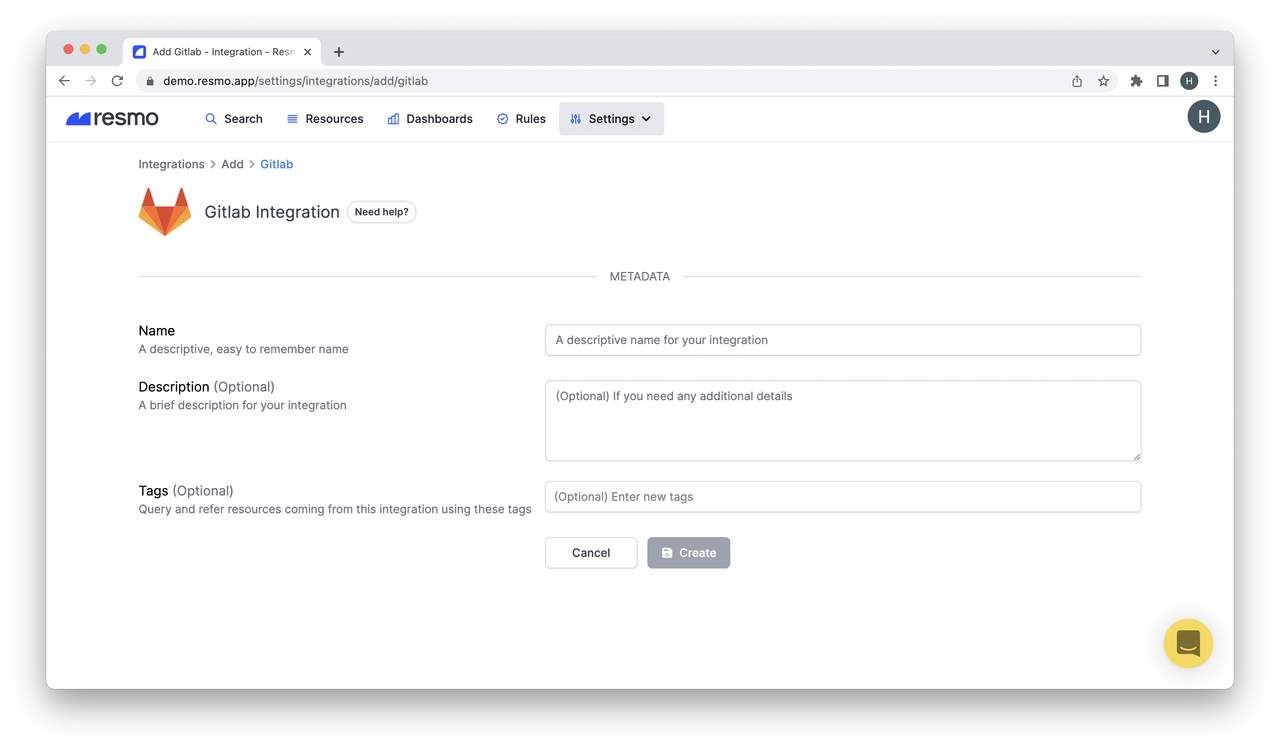 Add Gitlab - Integration - Resm
demo.resmo.app/settings/integrations/add/gitlab
H
resmo Search Resources Dashboards Rules Settings H
Integrations > Add > Gitlab
Gitlab Integration Need help?
METADATA
Name
A descriptive, easy to remember name
A descriptive name for your integration
Description (Optional)
A brief description for your integration
(Optional) If you need any additional details
Tags (Optional)
Query and refer resources coming from this integration using these tags
(Optional) Enter new tags
Cancel Create